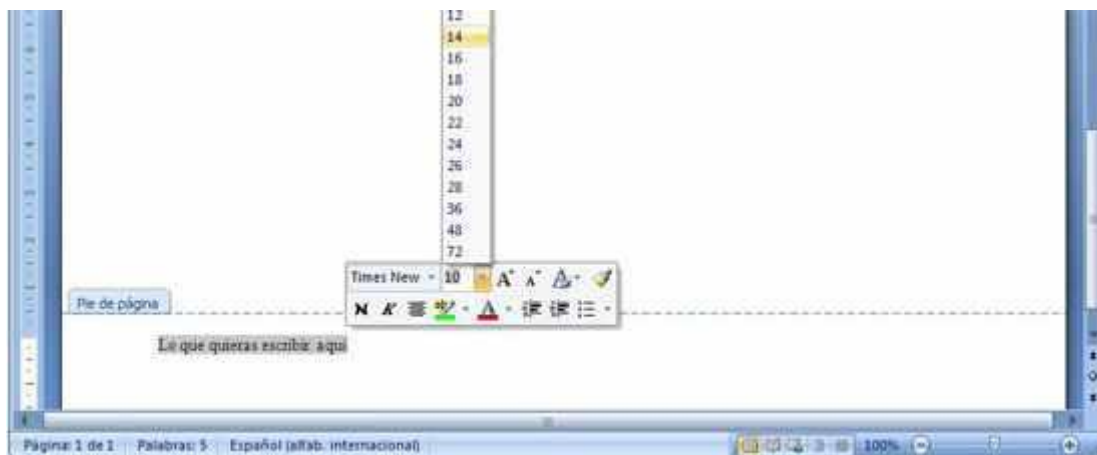 12
14
16
18
20
22
24
26
28
36
48
72
Times New 10 A A A
N K A
Pie de página
Lo que quieras escribir aqui
Página: 1 de 1 Palabras: 5 Español (alfab. internacional) 100%